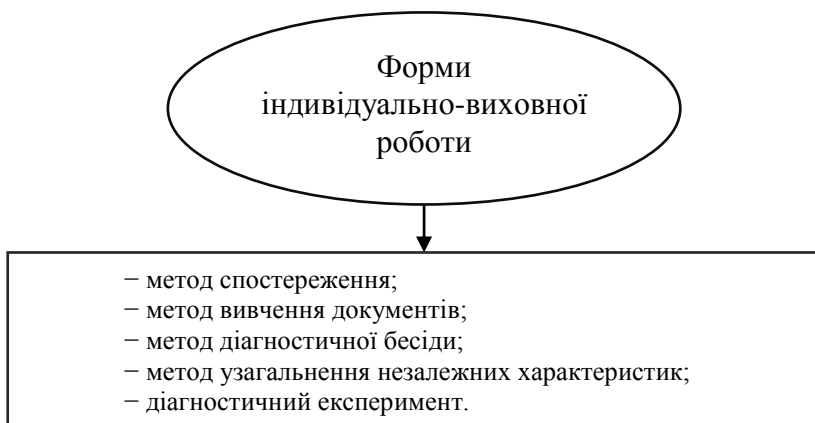 Форми
індивідуально-виховної
роботи
− метод спостереження;
− метод вивчення документів;
− метод діагностичної бесіди;
− метод узагальнення незалежних характеристик;
− діагностичний експеримент.